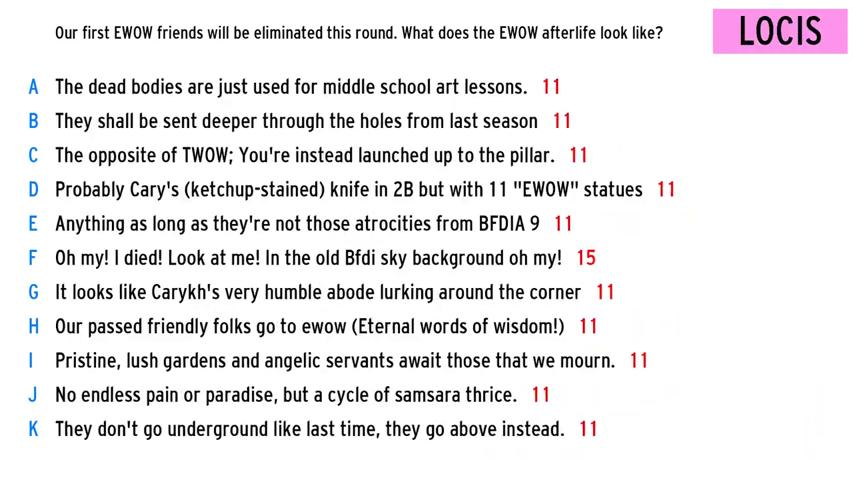 Our first EWOW friends will be eliminated this round. What does the EWOW afterlife look like?
LOCIS
A The dead bodies are just used for middle school art lessons. 11
B They shall be sent deeper through the holes from last season 11
C The opposite of TWOW; You're instead launched up to the pillar. 11
D Probably Cary's (ketchup-stained) knife in 2B but with 11 "EWOW" statues 11
E Anything as long as they're not those atrocities from BFDIA 9 11
F Oh my! I died! Look at me! In the old Bfdi sky background oh my! 15
G It looks like Carykh's very humble abode lurking around the corner 11
H Our passed friendly folks go to ewow (Eternal words of wisdom!) 11
I Pristine, lush gardens and angelic servants await those that we mourn. 11
J No endless pain or paradise, but a cycle of samsara thrice. 11
K They don't go underground like last time, they go above instead. 11